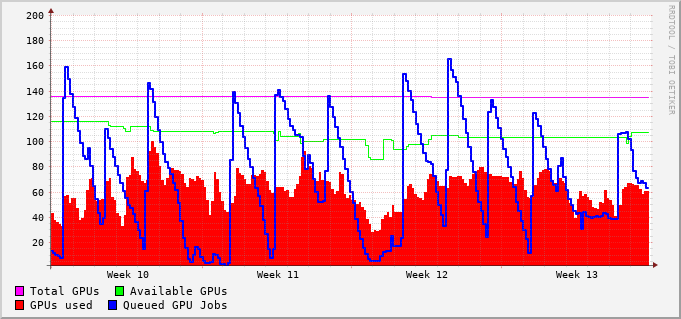 200
180
160
140
120
100
80
60
40
20
Week 10 Week 11 Week 12 Week 13
Total GPUs Available GPUs
GPUs used Queued GPU Jobs
RRDTOOL / TOBI OETIKER